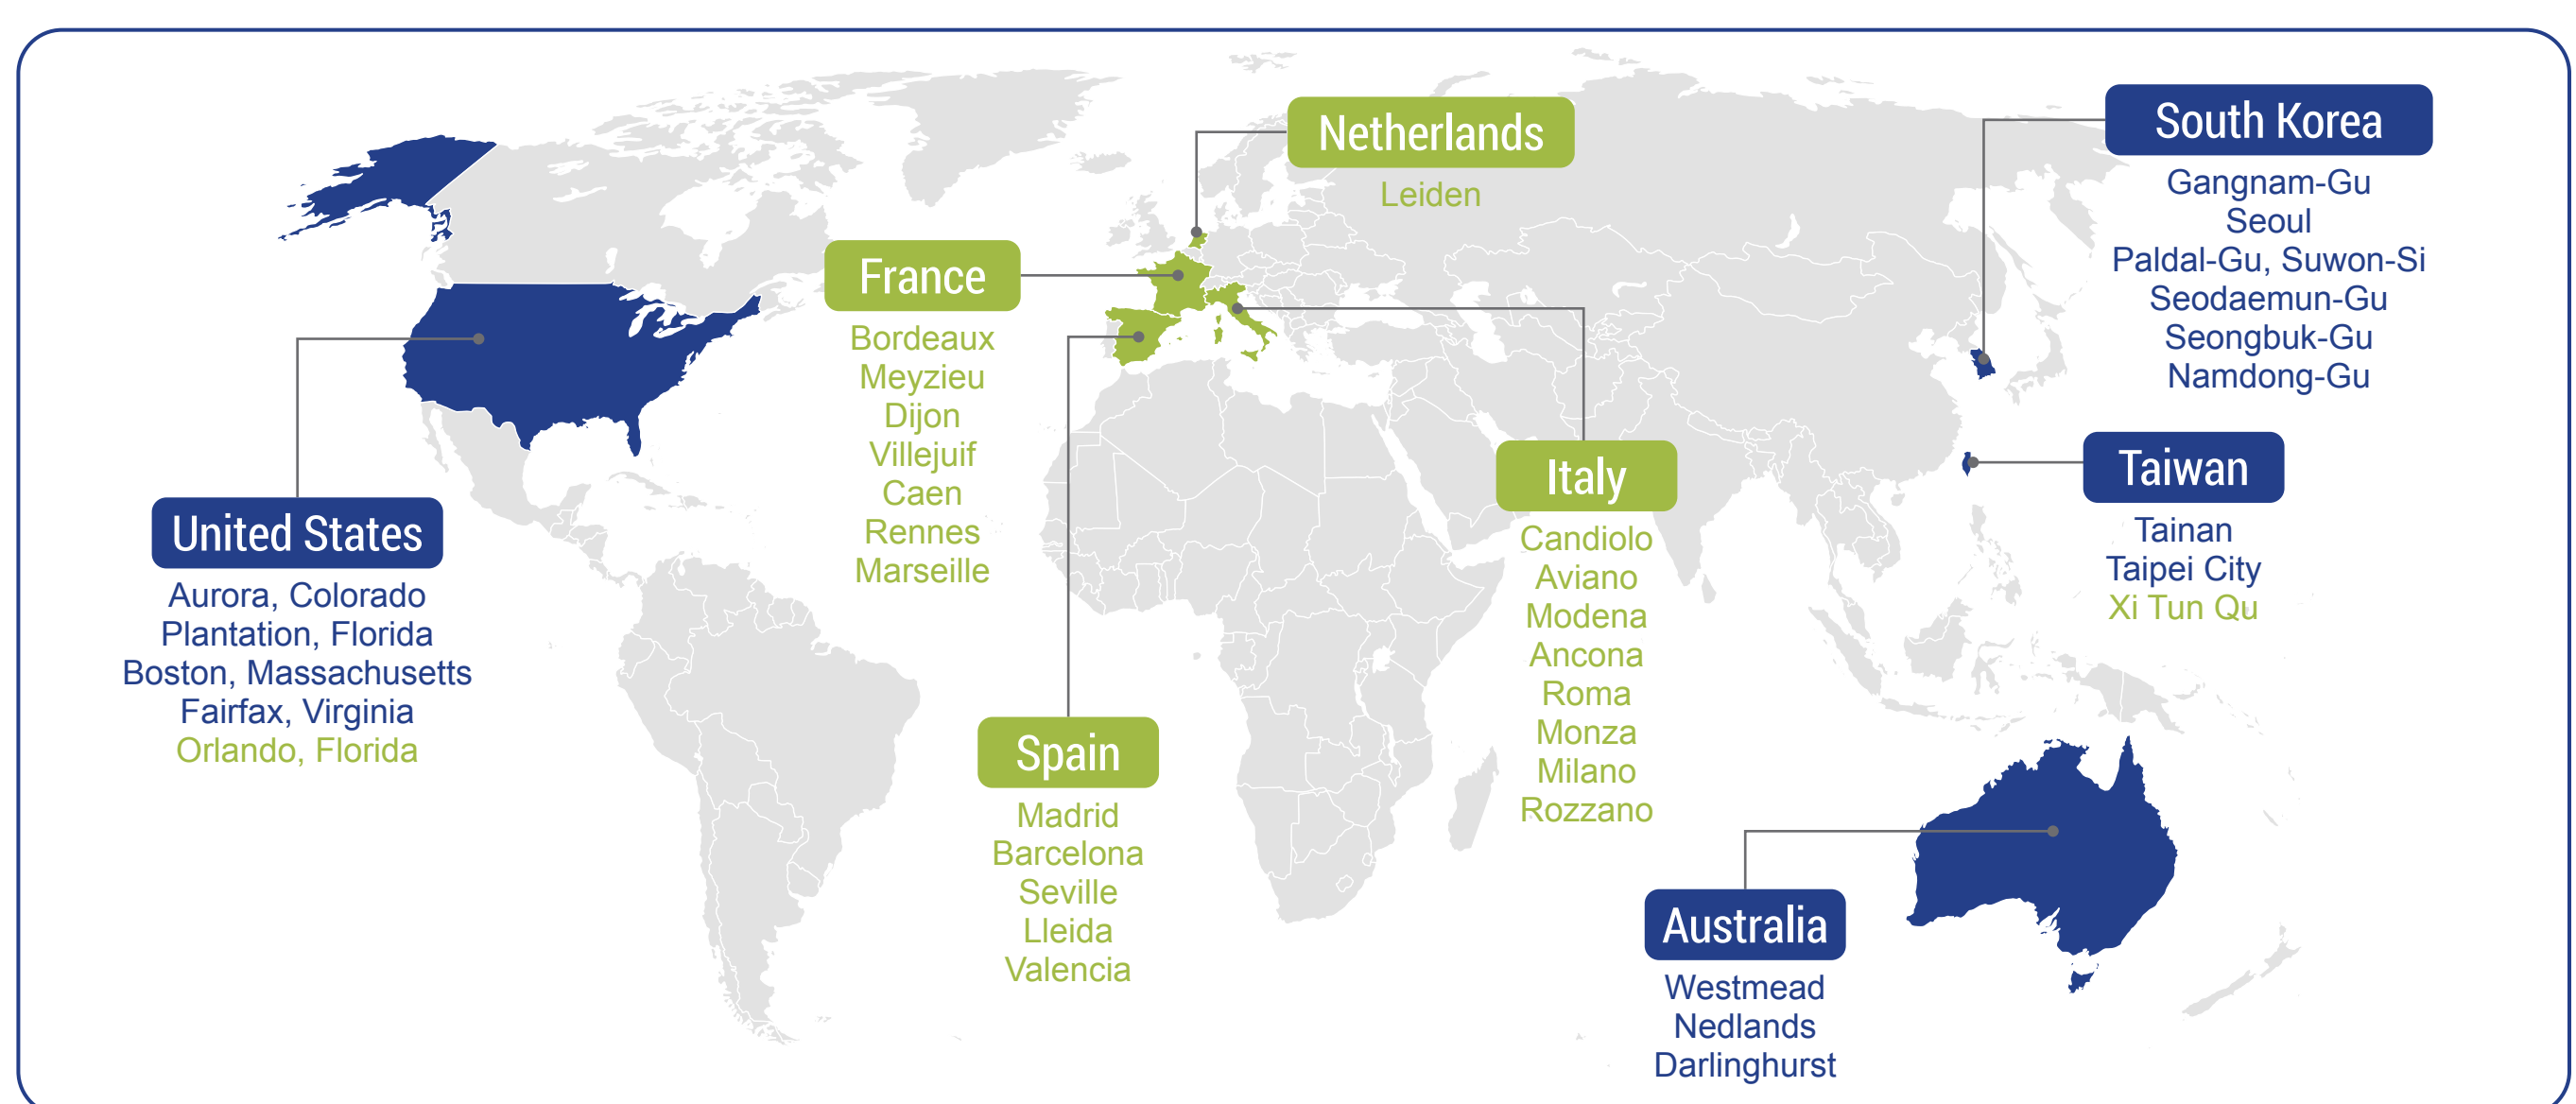 Netherlands
Leiden
South Korea
Gangnam-Gu
Seoul
Paldal-Gu, Suwon-Si
Seodaemun-Gu
Seongbuk-Gu
Namdong-Gu
France
Bordeaux
Meyzieu
Dijon
Villejuif
Caen
Rennes
Marseille
Italy
Candiolo
Aviano
Modena
Ancona
Roma
Monza
Milano
Rozzano
Taiwan
Tainan
Taipei City
Xi Tun Qu
United States
Aurora, Colorado
Plantation, Florida
Boston, Massachusetts
Fairfax, Virginia
Orlando, Florida
Spain
Madrid
Barcelona
Seville
Lleida
Valencia
Australia
Westmead
Nedlands
Darlinghurst